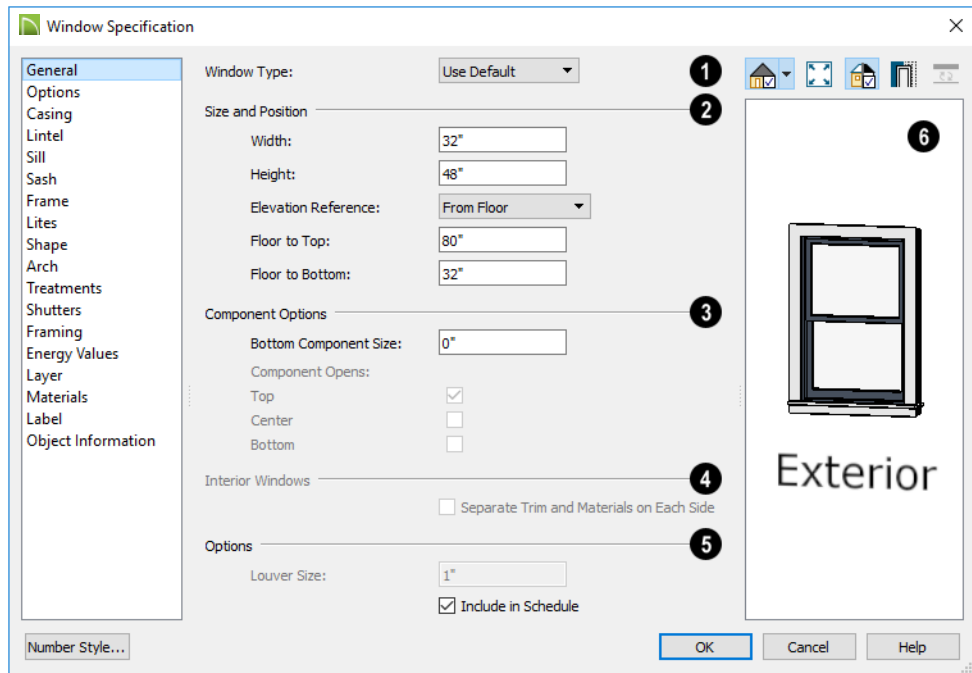 Window Specification
General
Options
Casing
Lintel
Sill
Sash
Frame
Lites
Shape
Arch
Treatments
Shutters
Framing
Energy Values
Layer
Materials
Label
Object Information
Window Type: Use Default 1
Size and Position 2
Width: 32"
Height: 48"
Elevation Reference: From Floor
Floor to Top: 80"
Floor to Bottom: 32"
Component Options 3
Bottom Component Size: 0"
Component Opens:
Top
Center
Bottom
Interior Windows 4
Separate Trim and Materials on Each Side
Options 5
Louver Size: 1"
Include in Schedule
6
Exterior
Number Style... OK Cancel Help